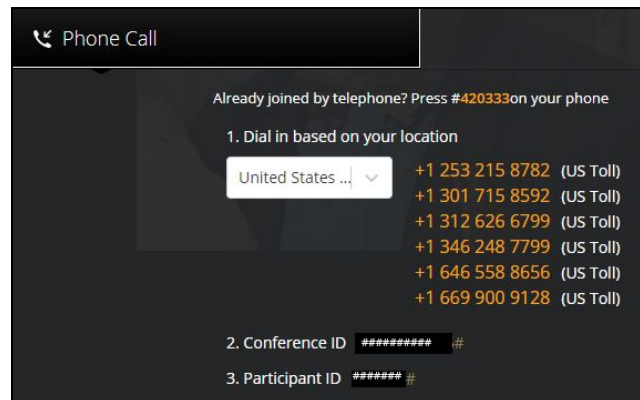 Phone Call
Already joined by telephone? Press #420333on your phone
1. Dial in based on your location
United States ...
+1 253 215 8782 (US Toll)
+1 301 715 8592 (US Toll)
+1 312 626 6799 (US Toll)
+1 346 248 7799 (US Toll)
+1 646 558 8656 (US Toll)
+1 669 900 9128 (US Toll)
2. Conference ID ########## #
3. Participant ID ####### #